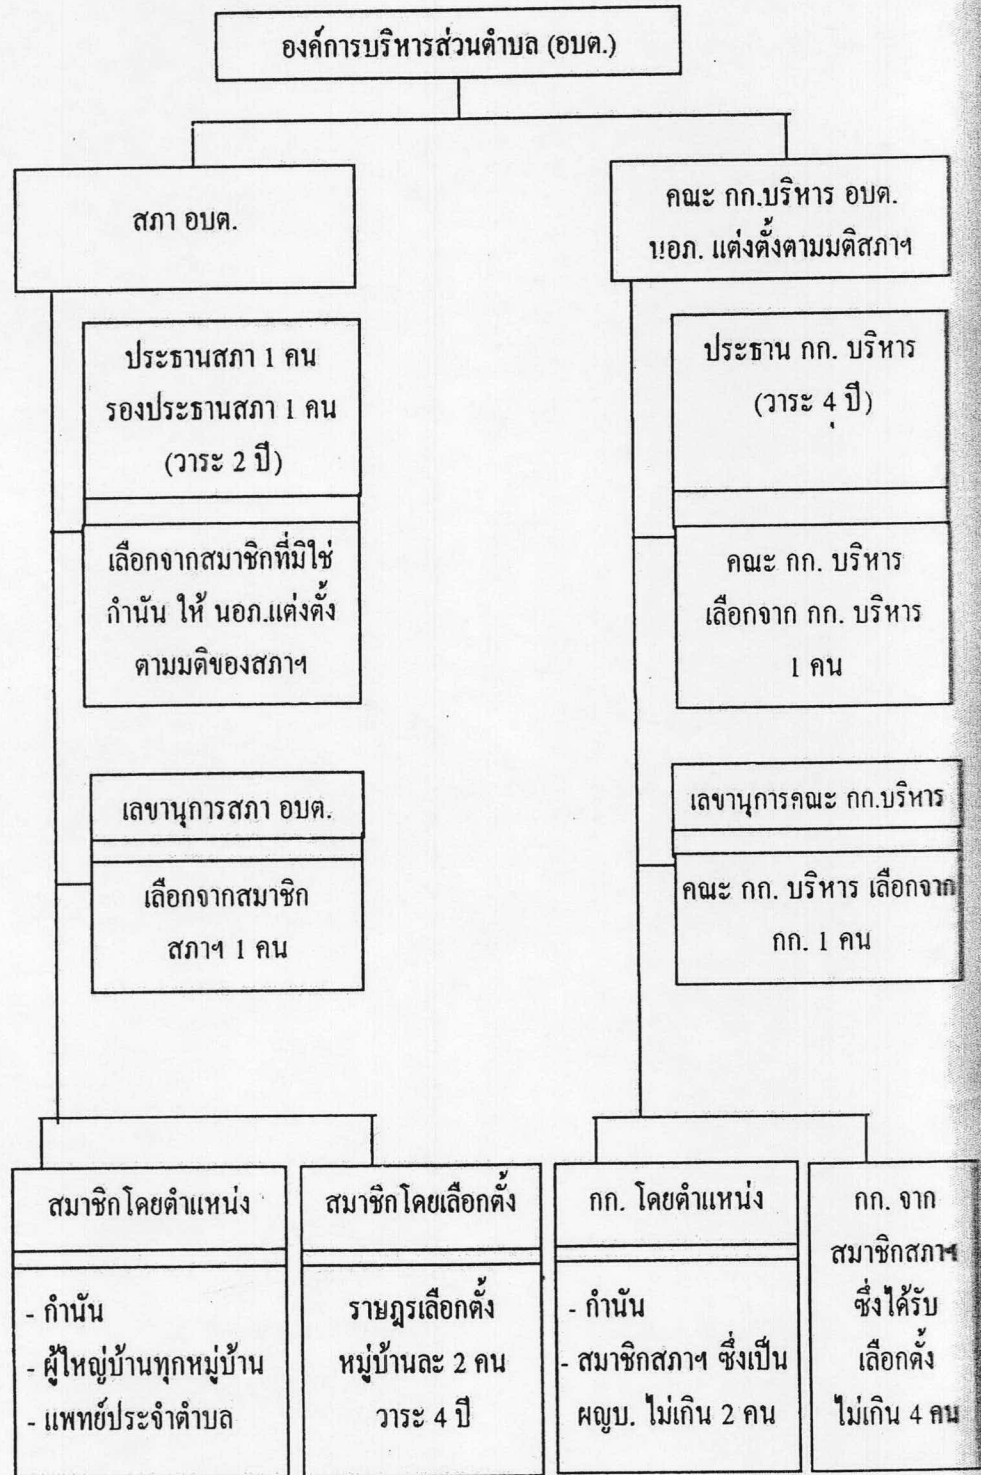 องค์การบริหารส่วนตำบล (อบต.)
สภา อบต.
คณะ กก.บริหาร อบต.
นอภ. แต่งตั้งตามมติสภาฯ
ประธานสภา 1 คน
รองประธานสภา 1 คน
(วาระ 2 ปี)
เลือกจากสมาชิกที่มิใช่
กำนัน ให้ นอภ.แต่งตั้ง
ตามมติของสภาฯ
ประธาน กก. บริหาร
(วาระ 4 ปี)
คณะ กก. บริหาร
เลือกจาก กก. บริหาร
1 คน
เลขานุการสภา อบต.
เลือกจากสมาชิก
สภาฯ 1 คน
เลขานุการคณะ กก.บริหาร
คณะ กก. บริหาร เลือกจาก
กก. 1 คน
สมาชิกโดยตำแหน่ง
- กำนัน
- ผู้ใหญ่บ้านทุกหมู่บ้าน
- แพทย์ประจำตำบล
สมาชิกโดยเลือกตั้ง
ราษฎรเลือกตั้ง
หมู่บ้านละ 2 คน
วาระ 4 ปี
กก. โดยตำแหน่ง
- กำนัน
- สมาชิกสภาฯ ซึ่งเป็น
ผญบ. ไม่เกิน 2 คน
กก. จาก
สมาชิกสภาฯ
ซึ่งได้รับ
เลือกตั้ง
ไม่เกิน 4 คน